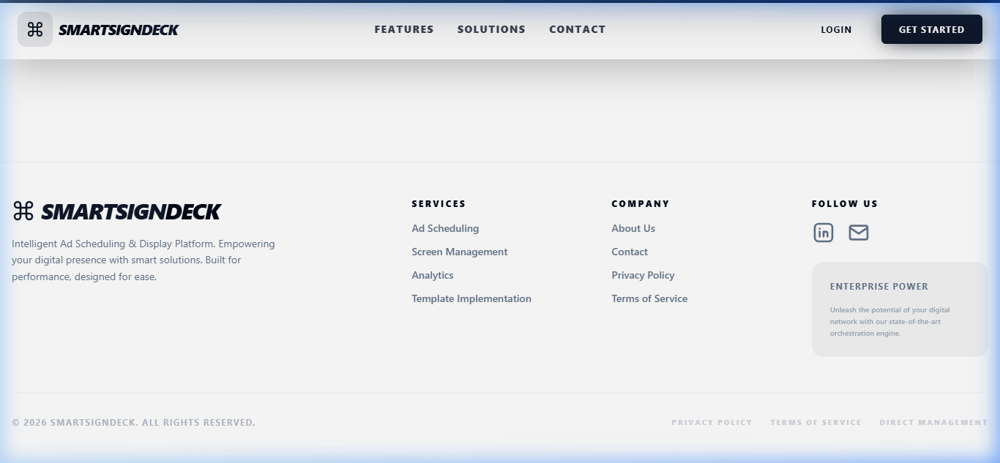 SMARTSIGNDECK
FEATURES SOLUTIONS CONTACT
LOGIN
GET STARTED
SMARTSIGNDECK
Intelligent Ad Scheduling & Display Platform. Empowering
your digital presence with smart solutions. Built for
performance, designed for ease.
SERVICES
Ad Scheduling
Screen Management
Analytics
Template Implementation
COMPANY
About Us
Contact
Privacy Policy
Terms of Service
FOLLOW US
in
ENTERPRISE POWER
Unleash the potential of your digital
network with our state-of-the-art
orchestration engine.
© 2026 SMARTSIGNDECK. ALL RIGHTS RESERVED.
PRIVACY POLICY TERMS OF SERVICE DIRECT MANAGEMENT